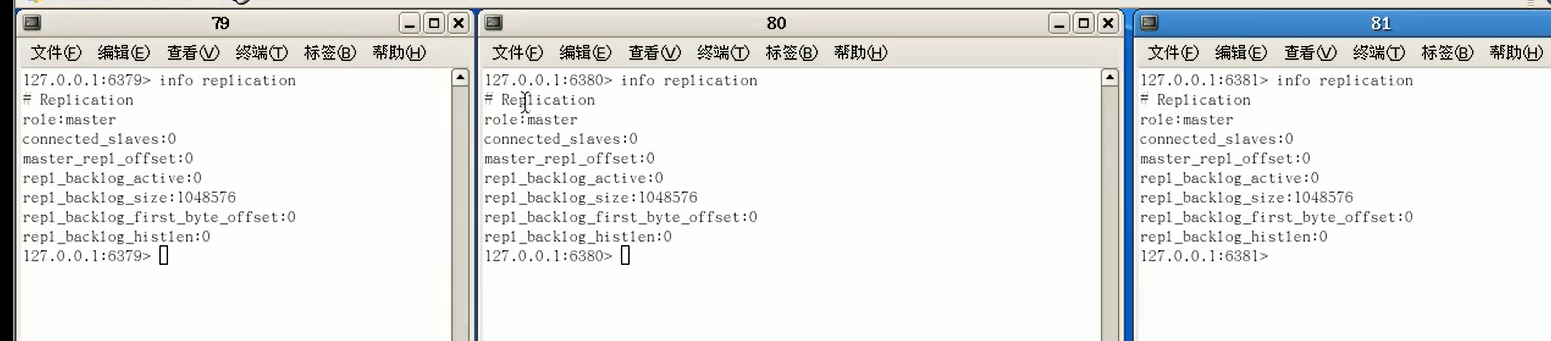 79
文件(F) 编辑(E) 查看(V) 终端(T) 标签(B) 帮助(H)
127.0.0.1:6379> info replication
# Replication
role:master
connected_slaves:0
master_repl_offset:0
repl_backlog_active:0
repl_backlog_size:1048576
repl_backlog_first_byte_offset:0
repl_backlog_histlen:0
127.0.0.1:6379>
80
文件(F) 编辑(E) 查看(V) 终端(T) 标签(B) 帮助(H)
127.0.0.1:6380> info replication
# Replication
role:master
connected_slaves:0
master_repl_offset:0
repl_backlog_active:0
repl_backlog_size:1048576
repl_backlog_first_byte_offset:0
repl_backlog_histlen:0
127.0.0.1:6380>
81
文件(F) 编辑(E) 查看(V) 终端(T) 标签(B) 帮助(H)
127.0.0.1:6381> info replication
# Replication
role:master
connected_slaves:0
master_repl_offset:0
repl_backlog_active:0
repl_backlog_size:1048576
repl_backlog_first_byte_offset:0
repl_backlog_histlen:0
127.0.0.1:6381>